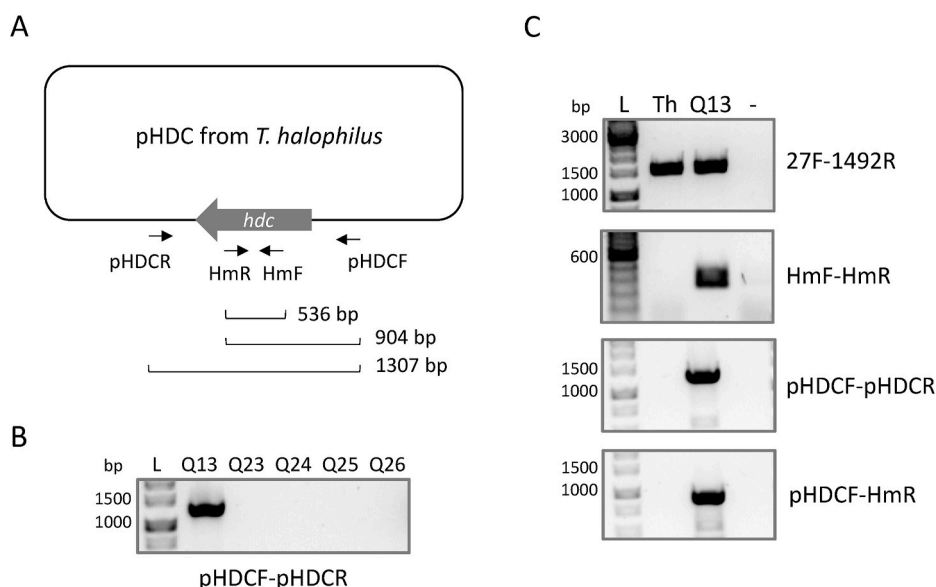 A
pHDC from T. halophilus
hdc
pHDCR
HmR
HmF
pHDCF
536 bp
904 bp
1307 bp
B
bp L Q13 Q23 Q24 Q25 Q26
1500
1000
pHDCF-pHDCR
C
bp L Th Q13 -
3000
1500
1000
27F-1492R
600
HmF-HmR
1500
1000
pHDCF-pHDCR
1500
1000
pHDCF-HmR